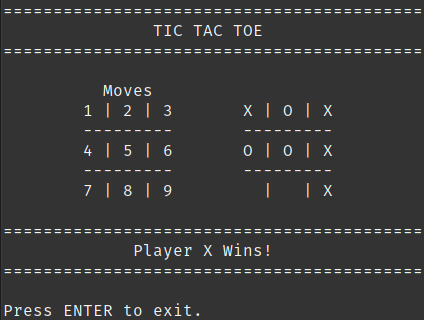 ==========================================
TIC TAC TOE
==========================================
Moves
1 | 2 | 3       X | O | X
---------       ---------
4 | 5 | 6       O | O | X
---------       ---------
7 | 8 | 9         |   | X
==========================================
Player X Wins!
==========================================
Press ENTER to exit.